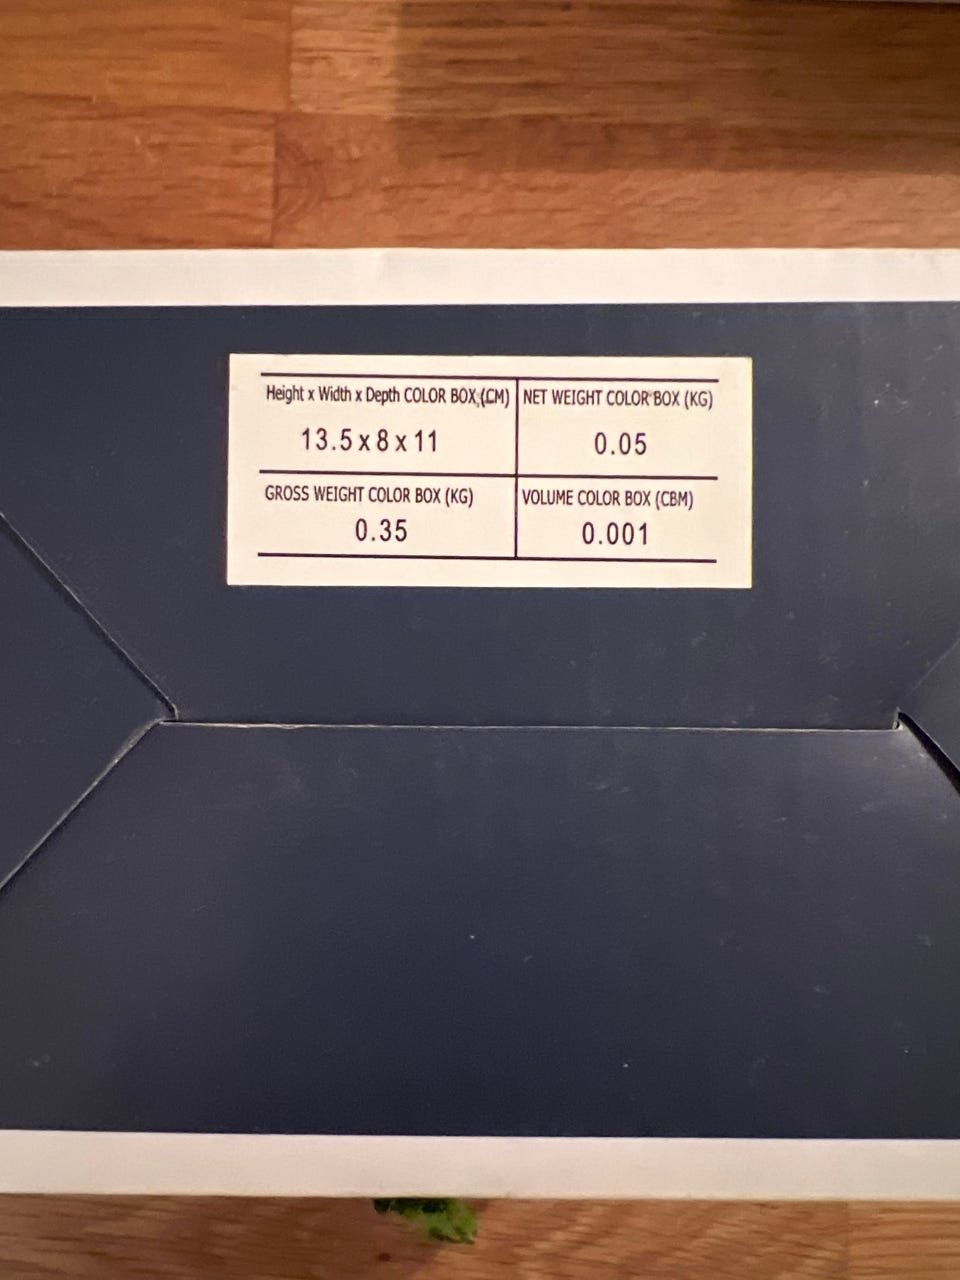 Height x Width x Depth COLOR BOX (CM)
13.5 x 8 x 11
NET WEIGHT COLOR BOX (KG)
0.05
GROSS WEIGHT COLOR BOX (KG)
0.35
VOLUME COLOR BOX (CBM)
0.001